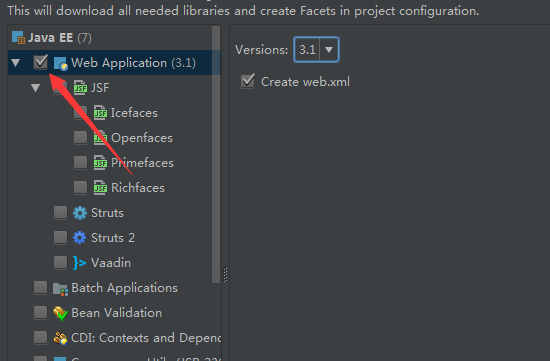 This will download all needed libraries and create Facets in project configuration.
Java EE (7)
Web Application (3.1)
JSF
Icefaces
Openfaces
Primefaces
Richfaces
Struts
Struts 2
Vaadin
Batch Applications
Bean Validation
CDI: Contexts and Depend
Versions: 3.1
Create web.xml